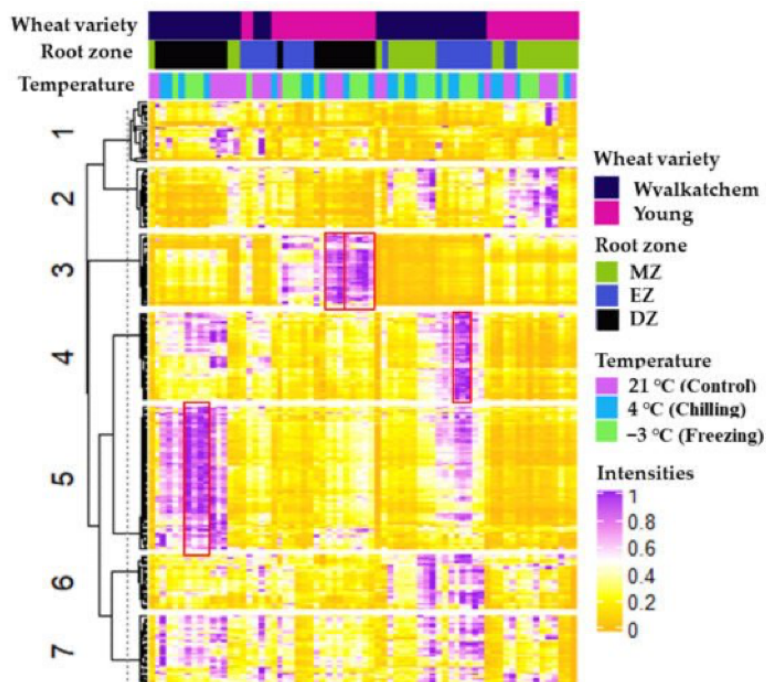 Wheat variety
Root zone
Temperature
1
2
3
4
5
6
7
Wheat variety
Wvalkatchem
Young
Root zone
MZ
EZ
DZ
Temperature
21 °C (Control)
4 °C (Chilling)
−3 °C (Freezing)
Intensities
1
0.8
0.6
0.4
0.2
0